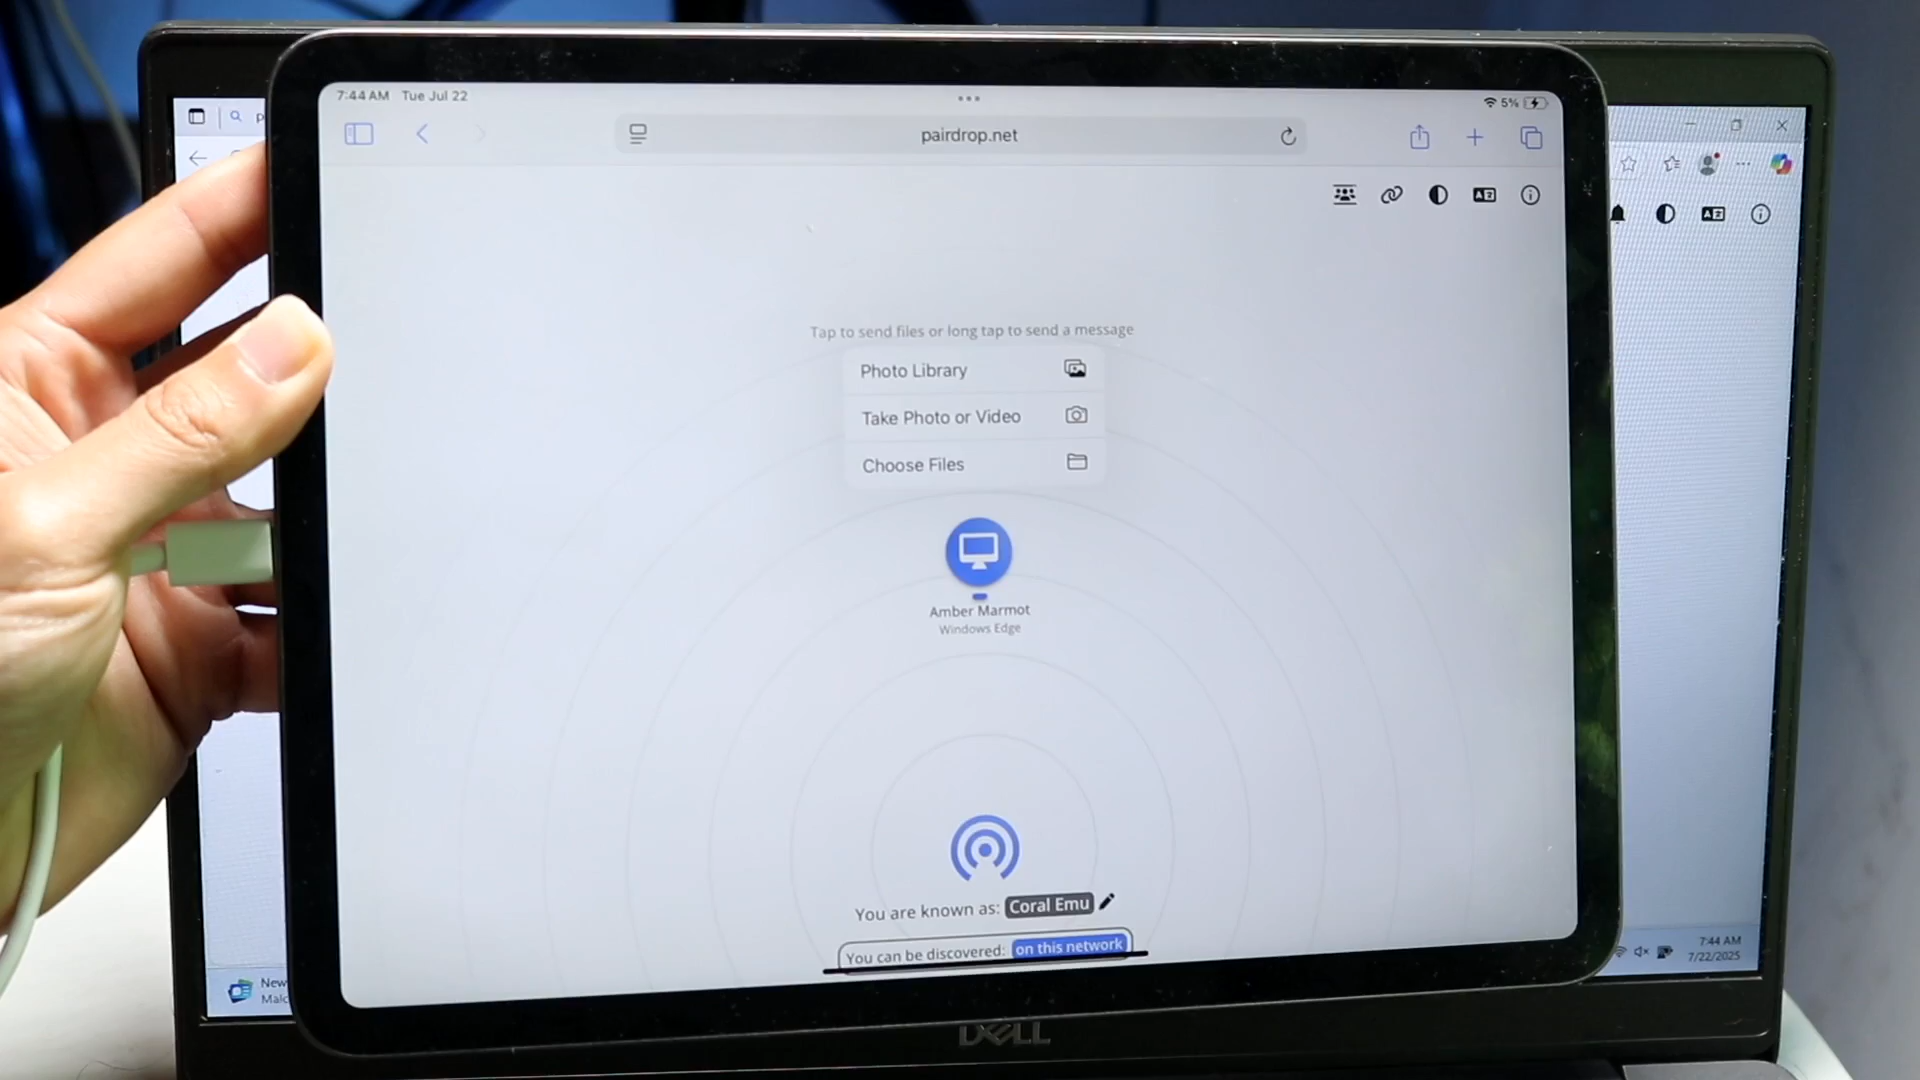 7:44 AM Tue Jul 22
5%
pairdrop.net
Tap to send files or long tap to send a message
Photo Library
Take Photo or Video
Choose Files
Amber Marmot
Windows Edge
You are known as: Coral Emu
You can be discovered: on this network
7:44 AM
7/22/2025
DELL